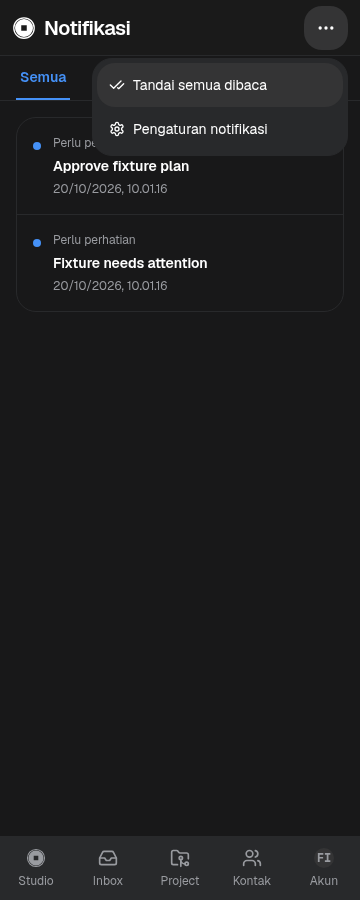 Notifikasi
Semua
Tandai semua dibaca
Pengaturan notifikasi
Perlu
Approve fixture plan
20/10/2026, 10.01.16
Perlu perhatian
Fixture needs attention
20/10/2026, 10.01.16
Studio
Inbox
Project
Kontak
FI
Akun